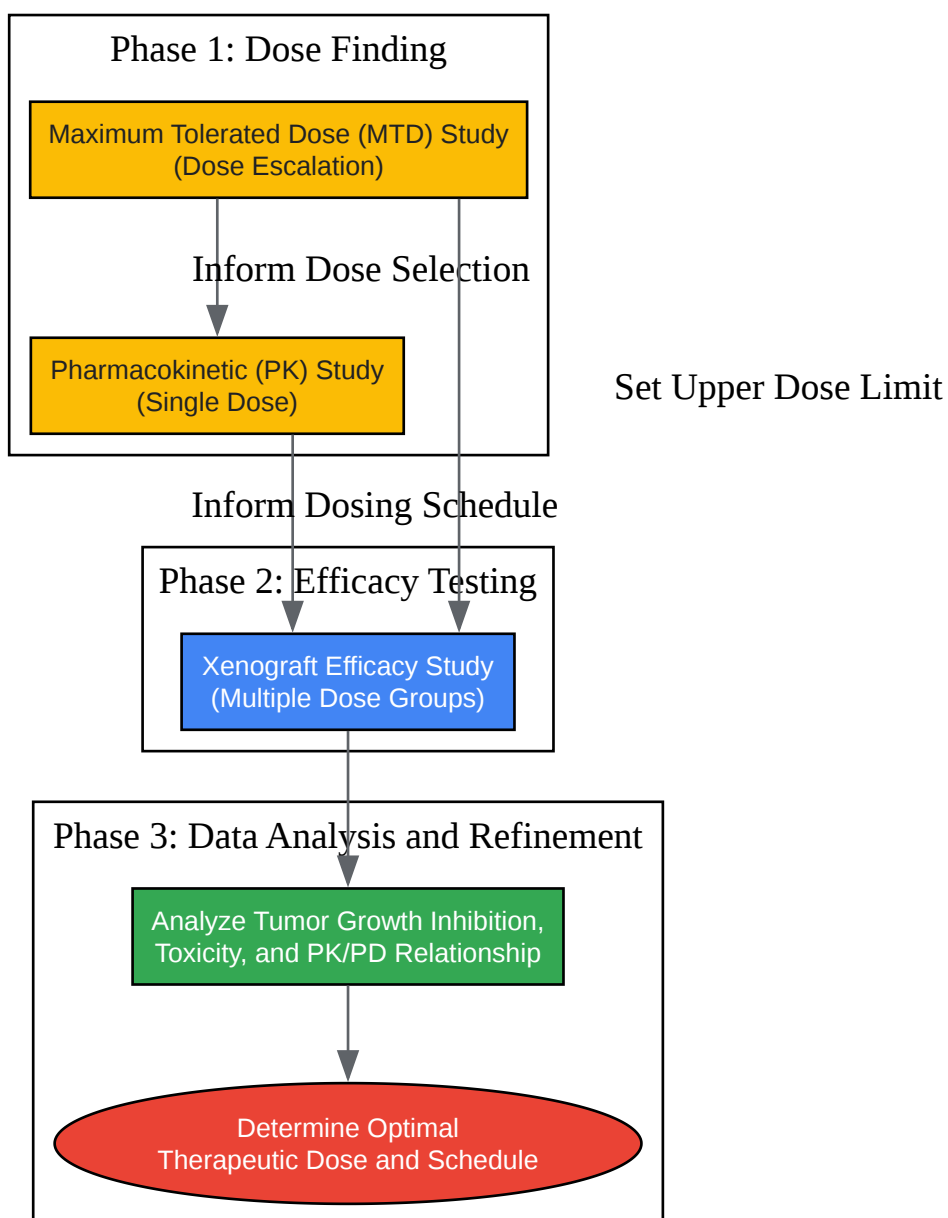 Phase 1: Dose Finding
Maximum Tolerated Dose (MTD) Study
(Dose Escalation)
Inform Dose Selection
Pharmacokinetic (PK) Study
(Single Dose)
Set Upper Dose Limit
Inform Dosing Schedule
Phase 2: Efficacy Testing
Xenograft Efficacy Study
(Multiple Dose Groups)
Phase 3: Data Analysis and Refinement
Analyze Tumor Growth Inhibition,
Toxicity, and PK/PD Relationship
Determine Optimal
Therapeutic Dose and Schedule